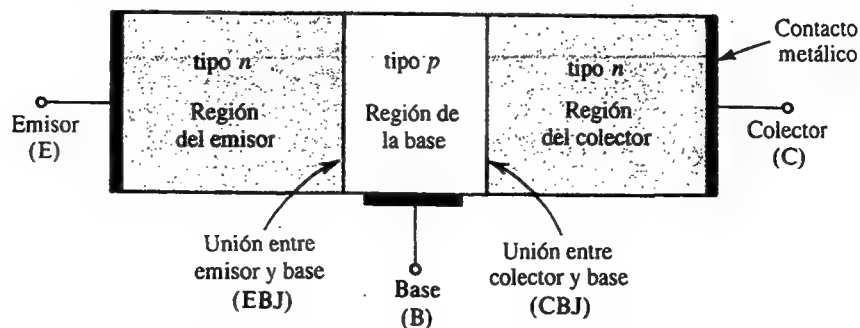 tipo n
Región
del emisor
tipo p
Región de
la base
tipo n
Región
del colector
Contacto
metálico
Emisor
(E)
Colector
(C)
Unión entre
emisor y base
(EBJ)
Base
(B)
Unión entre
colector y base
(CBJ)